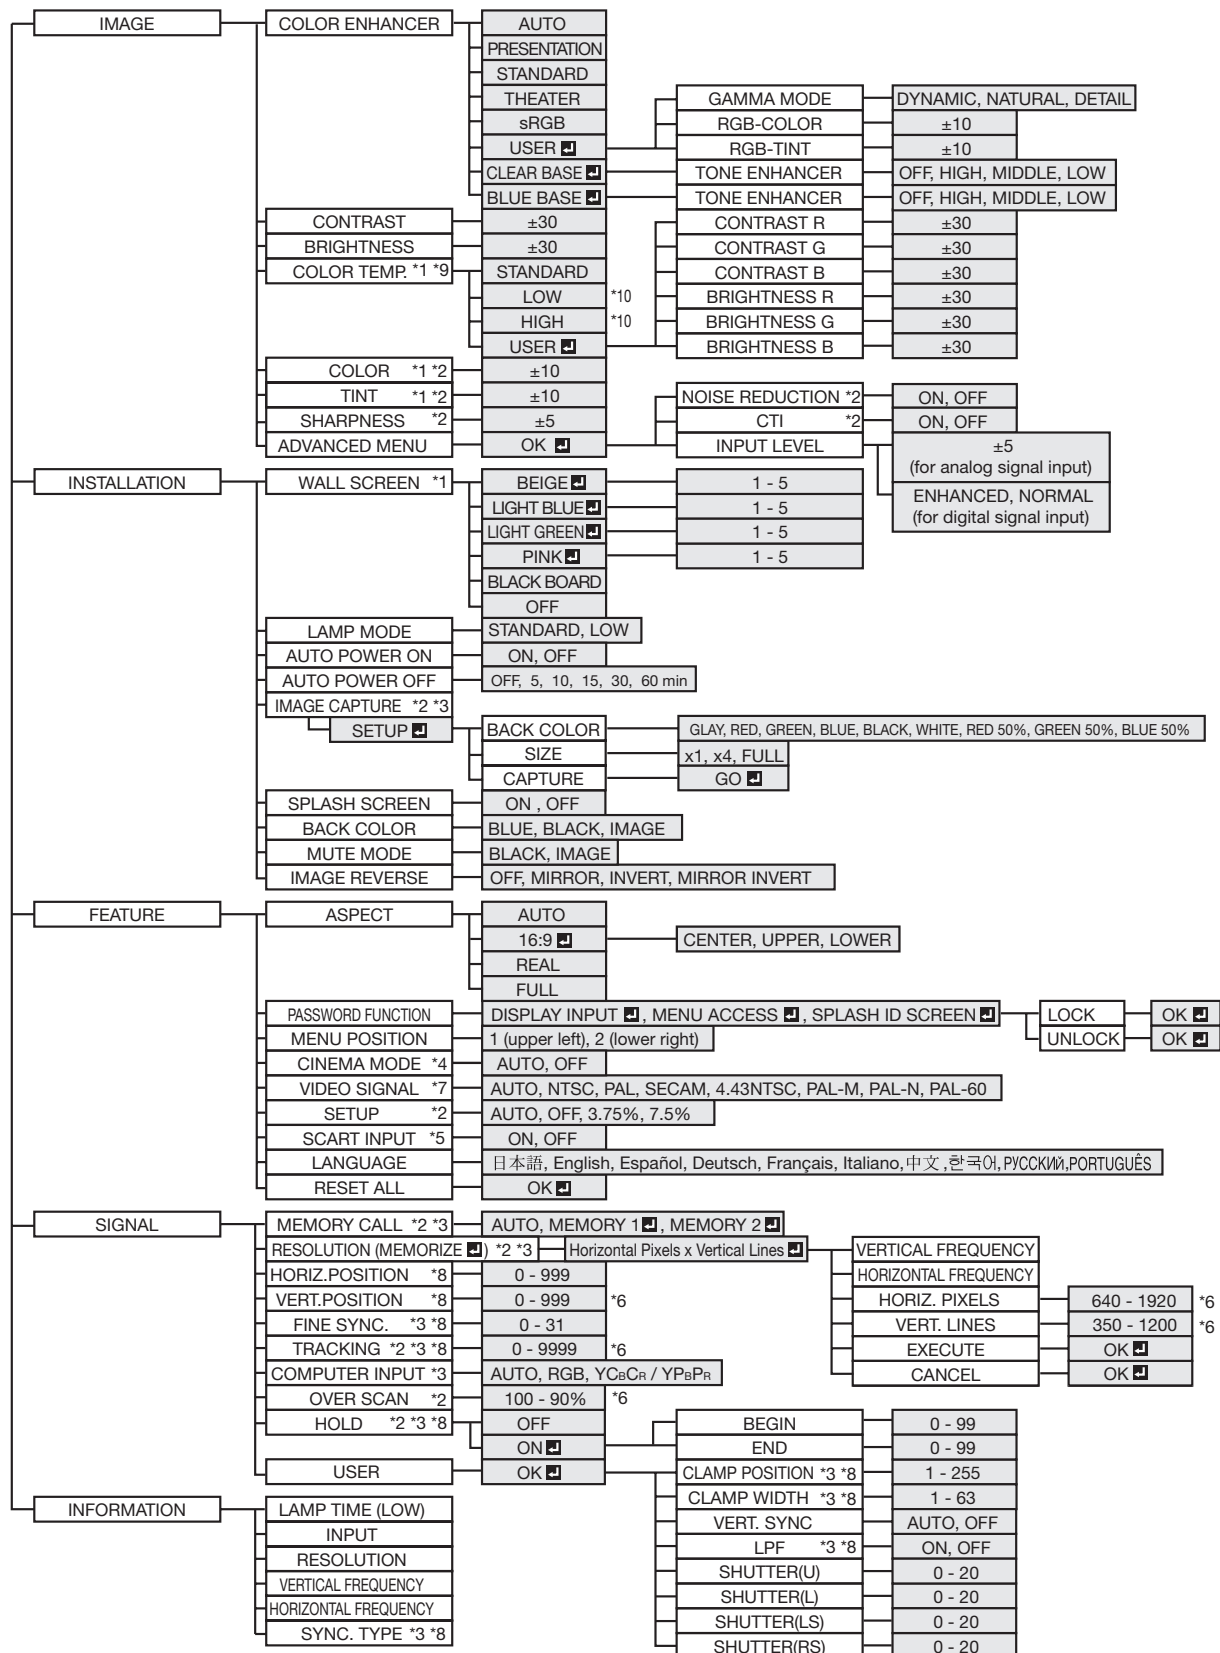 IMAGE COLOR ENHANCER AUTO
PRESENTATION
STANDARD
THEATER GAMMA MODE DYNAMIC, NATURAL, DETAIL
sRGB RGB-COLOR ±10
USER RGB-TINT ±10
CLEAR BASE TONE ENHANCER OFF, HIGH, MIDDLE, LOW
BLUE BASE TONE ENHANCER OFF, HIGH, MIDDLE, LOW
CONTRAST ±30 CONTRAST R ±30
BRIGHTNESS ±30 CONTRAST G ±30
COLOR TEMP. *1 *9 STANDARD CONTRAST B ±30
LOW *10 BRIGHTNESS R ±30
HIGH *10 BRIGHTNESS G ±30
USER BRIGHTNESS B ±30
COLOR *1 *2 ±10
TINT *1 *2 ±10 NOISE REDUCTION *2 ON, OFF
SHARPNESS *2 ±5 CTI *2 ON, OFF
ADVANCED MENU OK INPUT LEVEL ±5
(for analog signal input)
INSTALLATION WALL SCREEN *1 BEIGE 1 - 5 ENHANCED, NORMAL
LIGHT BLUE 1 - 5 (for digital signal input)
LIGHT GREEN 1 - 5
PINK 1 - 5
BLACK BOARD
OFF
LAMP MODE STANDARD, LOW
AUTO POWER ON ON, OFF
AUTO POWER OFF OFF, 5, 10, 15, 30, 60 min
IMAGE CAPTURE *2 *3
SETUP BACK COLOR GLAY, RED, GREEN, BLUE, BLACK, WHITE, RED 50%, GREEN 50%, BLUE 50%
SIZE x1, x4, FULL
CAPTURE GO
SPLASH SCREEN ON , OFF
BACK COLOR BLUE, BLACK, IMAGE
MUTE MODE BLACK, IMAGE
IMAGE REVERSE OFF, MIRROR, INVERT, MIRROR INVERT
FEATURE ASPECT AUTO
16:9 CENTER, UPPER, LOWER
REAL
FULL
PASSWORD FUNCTION DISPLAY INPUT , MENU ACCESS , SPLASH ID SCREEN LOCK OK
MENU POSITION 1 (upper left), 2 (lower right) UNLOCK OK
CINEMA MODE *4 AUTO, OFF
VIDEO SIGNAL *7 AUTO, NTSC, PAL, SECAM, 4.43NTSC, PAL-M, PAL-N, PAL-60
SETUP *2 AUTO, OFF, 3.75%, 7.5%
SCART INPUT *5 ON, OFF
LANGUAGE 日本語, English, Español, Deutsch, Français, Italiano, 中文 , 한국어, РУССКИЙ, PORTUGUÊS
RESET ALL OK
SIGNAL MEMORY CALL *2 *3 AUTO, MEMORY 1 , MEMORY 2
RESOLUTION (MEMORIZE ) *2 *3 Horizontal Pixels x Vertical Lines VERTICAL FREQUENCY
HORIZ.POSITION *8 0 - 999 HORIZONTAL FREQUENCY
VERT.POSITION *8 0 - 999 *6 HORIZ. PIXELS 640 - 1920 *6
FINE SYNC. *3 *8 0 - 31 VERT. LINES 350 - 1200 *6
TRACKING *2 *3 *8 0 - 9999 *6 EXECUTE OK
COMPUTER INPUT *3 AUTO, RGB, YCBCR / YPBPR CANCEL OK
OVER SCAN *2 100 - 90% *6
HOLD *2 *3 *8 OFF BEGIN 0 - 99
ON END 0 - 99
USER OK CLAMP POSITION *3 *8 1 - 255
CLAMP WIDTH *3 *8 1 - 63
INFORMATION LAMP TIME (LOW) VERT. SYNC AUTO, OFF
INPUT LPF *3 *8 ON, OFF
RESOLUTION SHUTTER(U) 0 - 20
VERTICAL FREQUENCY SHUTTER(L) 0 - 20
HORIZONTAL FREQUENCY SHUTTER(LS) 0 - 20
SYNC. TYPE *3 *8 SHUTTER(RS) 0 - 20